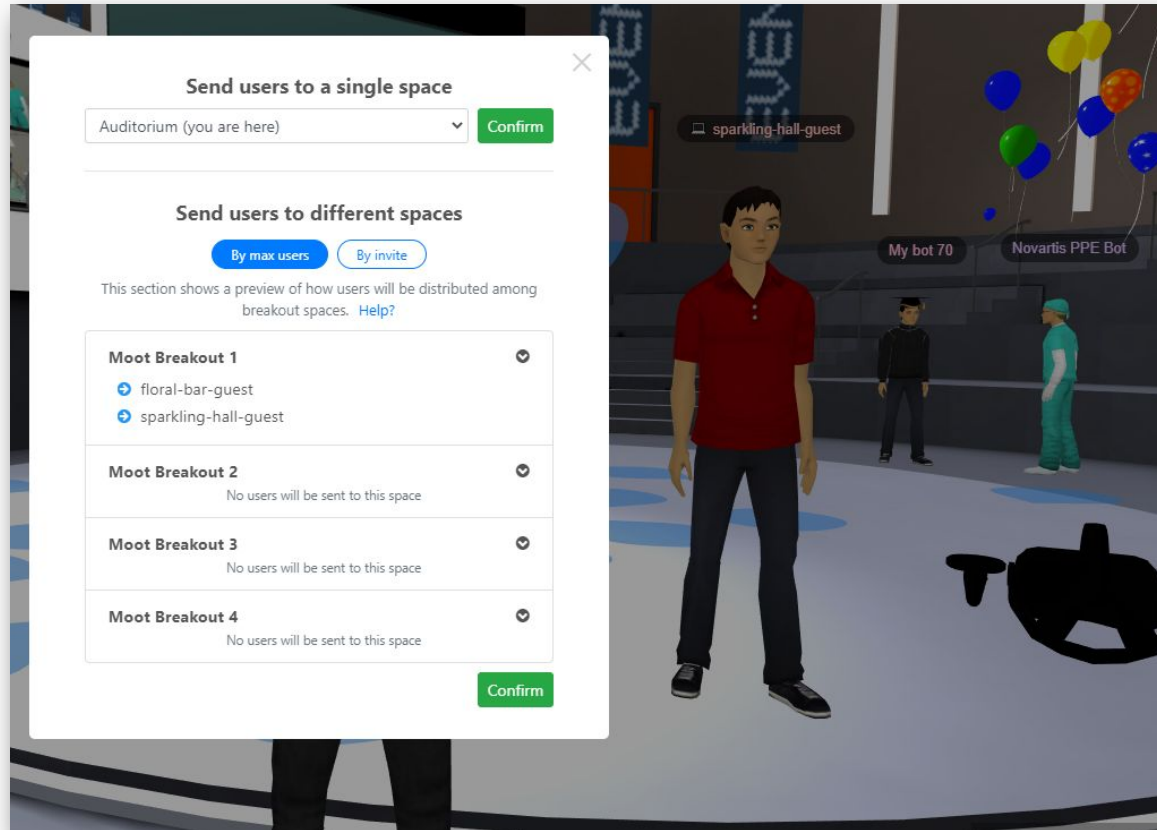 Send users to a single space
Auditorium (you are here)
Confirm
Send users to different spaces
By max users
By invite
This section shows a preview of how users will be distributed among
breakout spaces. Help?
Moot Breakout 1
floral-bar-guest
sparkling-hall-guest
Moot Breakout 2
No users will be sent to this space
Moot Breakout 3
No users will be sent to this space
Moot Breakout 4
No users will be sent to this space
Confirm
sparkling-hall-guest
My bot 70
Novartis PPE Bot